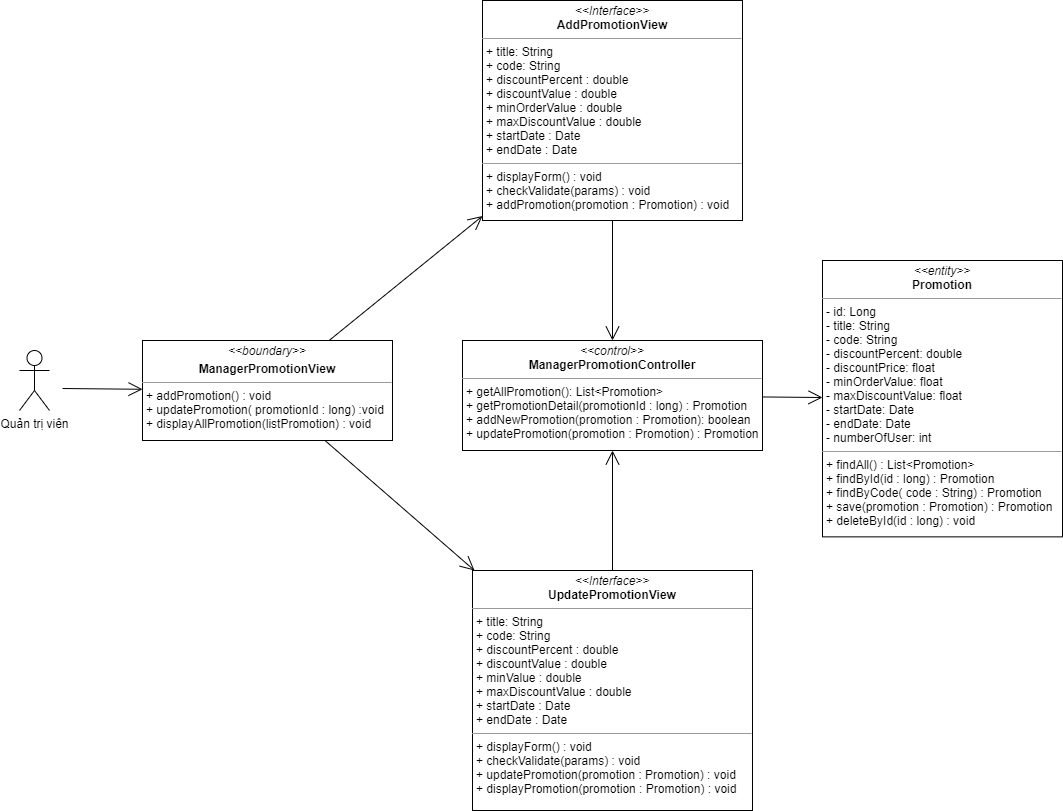 <<Interface>>
AddPromotionView
+ title: String
+ code: String
+ discountPercent : double
+ discountValue : double
+ minOrderValue : double
+ maxDiscountValue : double
+ startDate : Date
+ endDate : Date
+ displayForm() : void
+ checkValidate(params) : void
+ addPromotion(promotion : Promotion) : void
Quản trị viên
<<boundary>>
ManagerPromotionView
+ addPromotion() : void
+ updatePromotion( promotionId : long) :void
+ displayAllPromotion(listPromotion) : void
<<control>>
ManagerPromotionController
+ getAllPromotion(): List<Promotion>
+ getPromotionDetail(promotionId : long) : Promotion
+ addNewPromotion(promotion : Promotion): boolean
+ updatePromotion(promotion : Promotion) : Promotion
<<entity>>
Promotion
- id: Long
- title: String
- code: String
- discountPercent: double
- discountPrice: float
- minOrderValue: float
- maxDiscountValue: float
- startDate: Date
- endDate: Date
- numberOfUser: int
+ findAll() : List<Promotion>
+ findById(id : long) : Promotion
+ findByCode( code : String) : Promotion
+ save(promotion : Promotion) : Promotion
+ deleteById(id : long) : void
<<Interface>>
UpdatePromotionView
+ title: String
+ code: String
+ discountPercent : double
+ discountValue : double
+ minValue : double
+ maxDiscountValue : double
+ startDate : Date
+ endDate : Date
+ displayForm() : void
+ checkValidate(params) : void
+ updatePromotion(promotion : Promotion) : void
+ displayPromotion(promotion : Promotion) : void